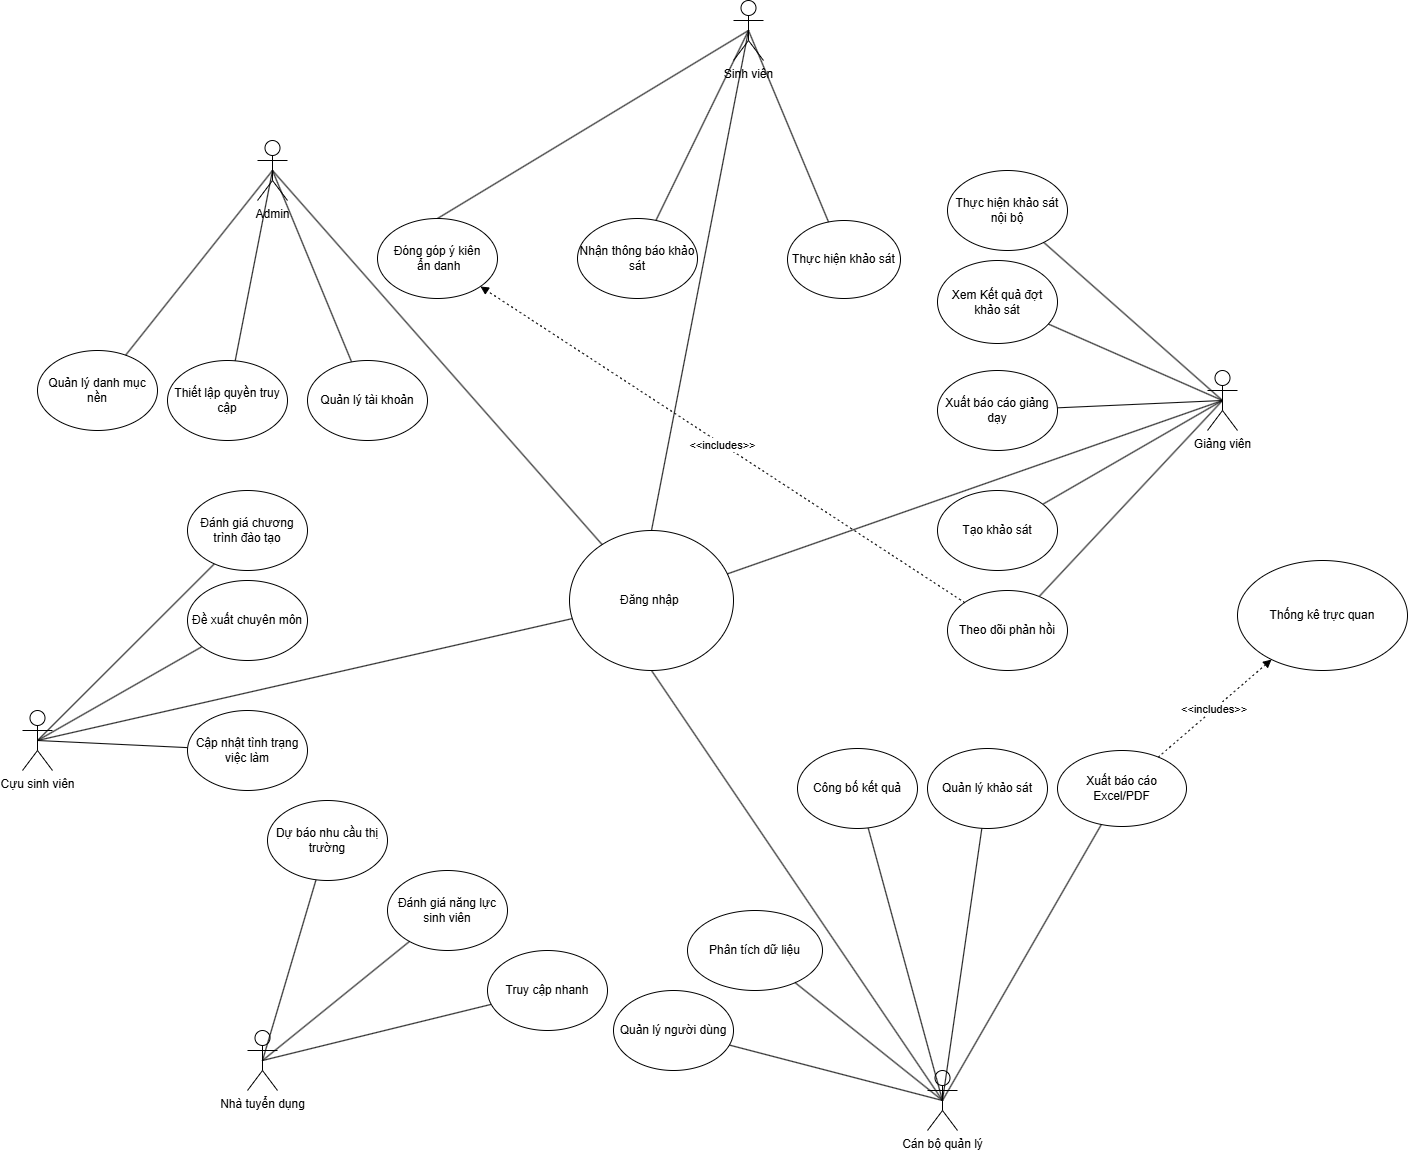 Sinh viên
Admin
Thực hiện khảo sát
nội bộ
Đóng góp ý kiên
ẩn danh
Nhận thông báo khảo
sát
Thực hiện khảo sát
Xem Kết quả đợt
khảo sát
Quản lý danh mục
nền
Thiết lập quyền truy
cập
Quản lý tài khoản
Xuất báo cáo giảng
dạy
Giảng viên
<<includes>>
Đánh giá chương
trình đào tạo
Tạo khảo sát
Đăng nhập
Đề xuất chuyên môn
Theo dõi phản hồi
Thống kê trực quan
<<includes>>
Cập nhật tình trạng
việc làm
Cựu sinh viên
Công bố kết quả
Quản lý khảo sát
Xuất báo cáo
Excel/PDF
Dự báo nhu cầu thị
trường
Đánh giá năng lực
sinh viên
Phân tích dữ liệu
Truy cập nhanh
Quản lý người dùng
Nhà tuyển dụng
Cán bộ quản lý